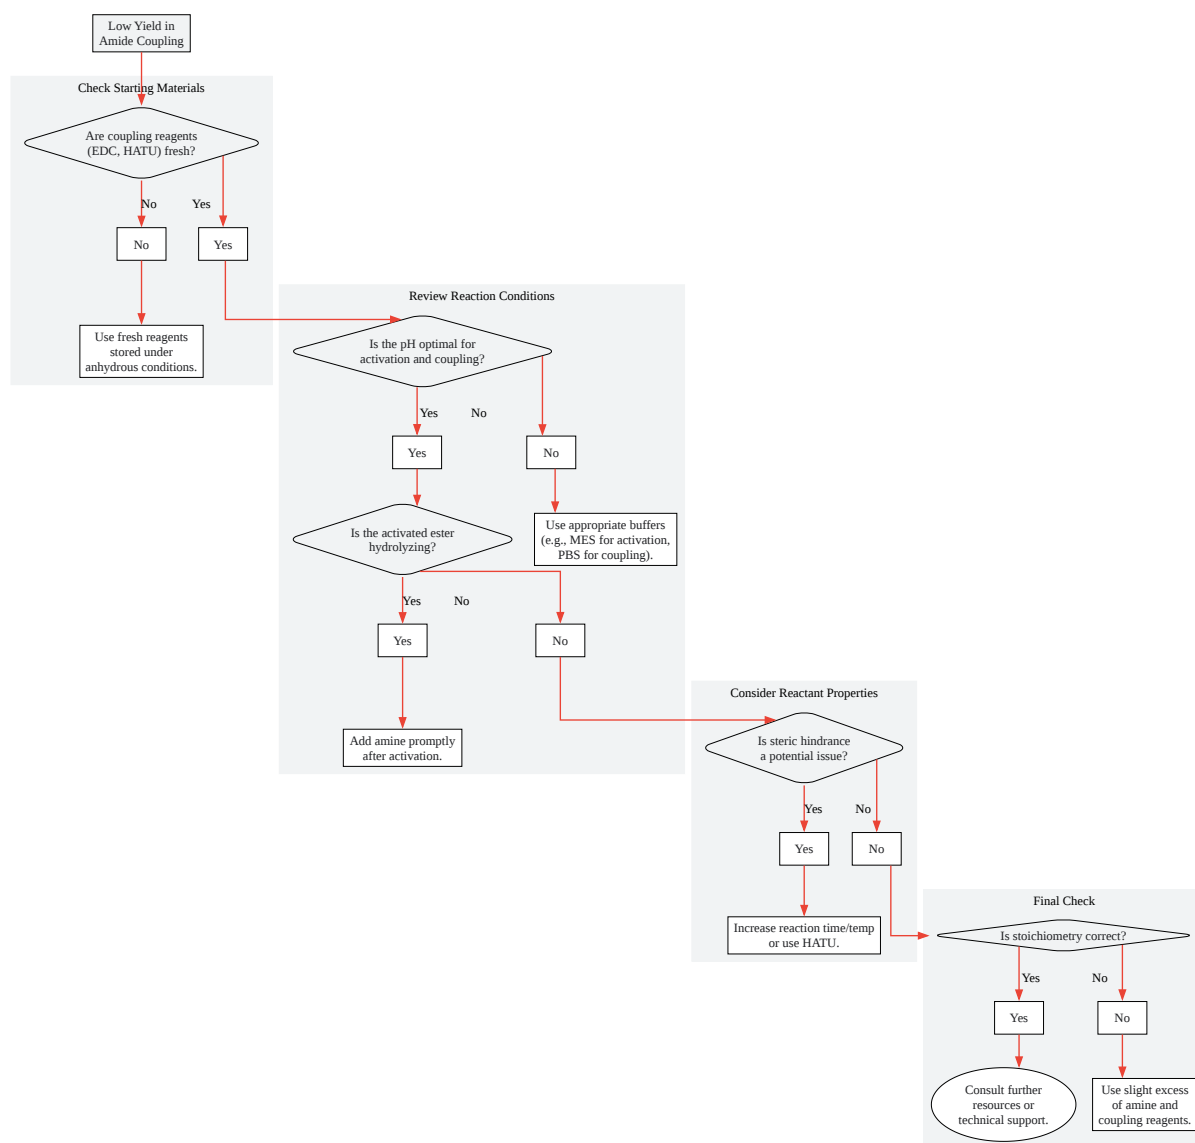 Low Yield in
Amide Coupling
Check Starting Materials
Are coupling reagents
(EDC, HATU) fresh?
No
Yes
No
Yes
Use fresh reagents
stored under
anhydrous conditions.
Review Reaction Conditions
Is the pH optimal for
activation and coupling?
Yes
No
Yes
No
Is the activated ester
hydrolyzing?
Use appropriate buffers
(e.g., MES for activation,
PBS for coupling).
Yes
No
Yes
No
Add amine promptly
after activation.
Consider Reactant Properties
Is steric hindrance
a potential issue?
Yes
No
Yes
No
Increase reaction time/temp
or use HATU.
Final Check
Is stoichiometry correct?
Yes
No
Yes
No
Consult further
resources or
technical support.
Use slight excess
of amine and
coupling reagents.